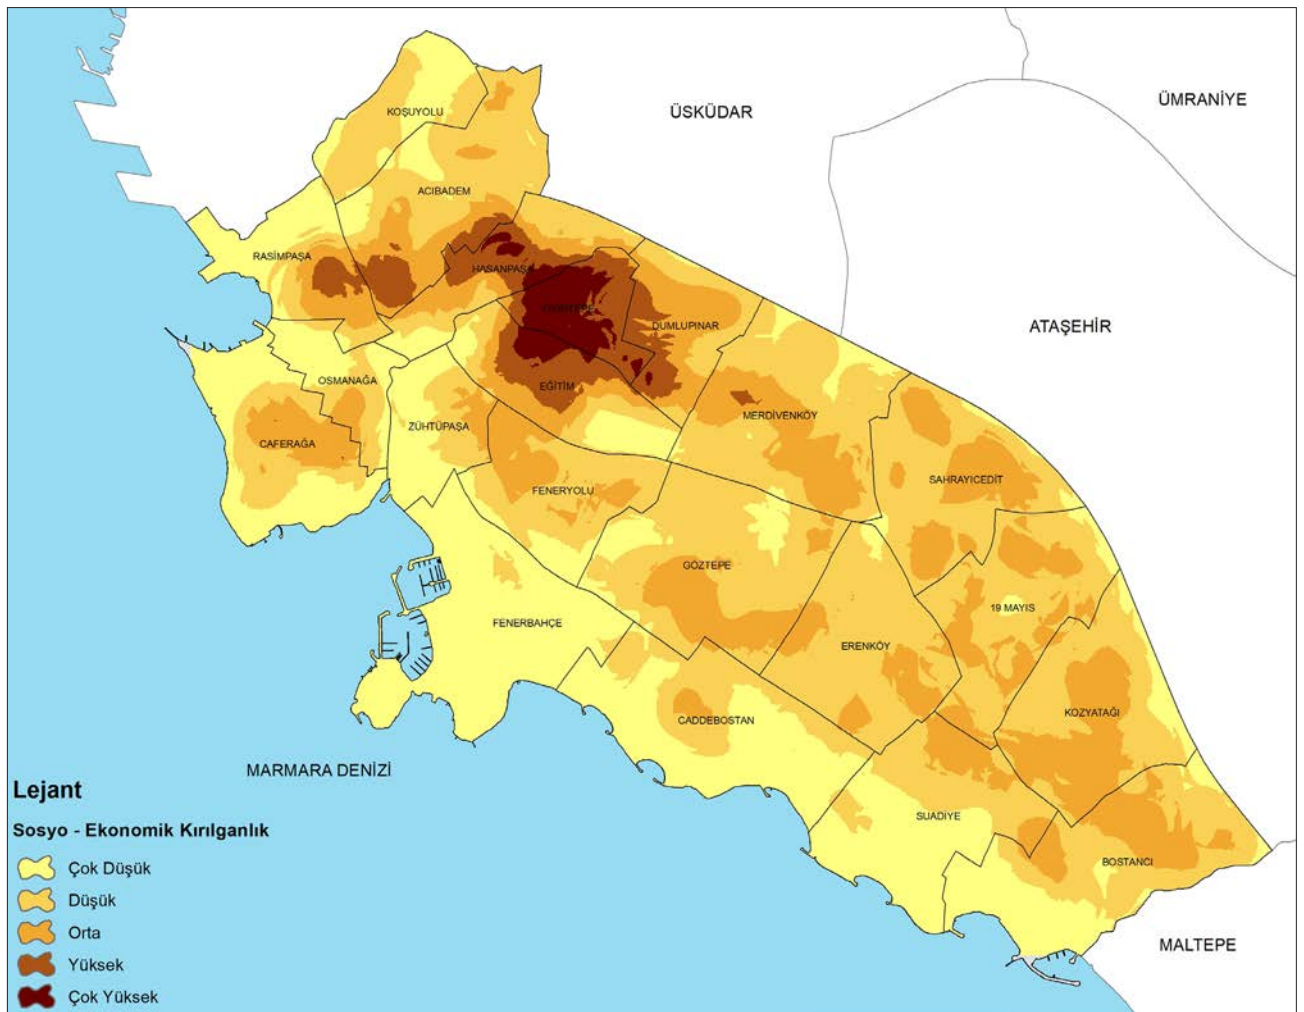 ÜSKÜDAR
ÜMRANİYE
KOŞUYOLU
ACIBADEM
RASİMPAŞA
HASANPAŞA
DUMLUPINAR
ATAŞEHİR
OSMANAĞA
EĞİTİM
ZÜHTÜPAŞA
MERDİVENKÖY
CAFERAĞA
SAHRAYICEDİT
FENERYOLU
GÖZTEPE
19 MAYIS
FENERBAHÇE
ERENKÖY
CADDEBOSTAN
KOZYATAĞI
MARMARA DENİZİ
SUADİYE
BOSTANCI
MALTEPE
Lejant
Sosyo - Ekonomik Kırılganlık
Çok Düşük
Düşük
Orta
Yüksek
Çok Yüksek